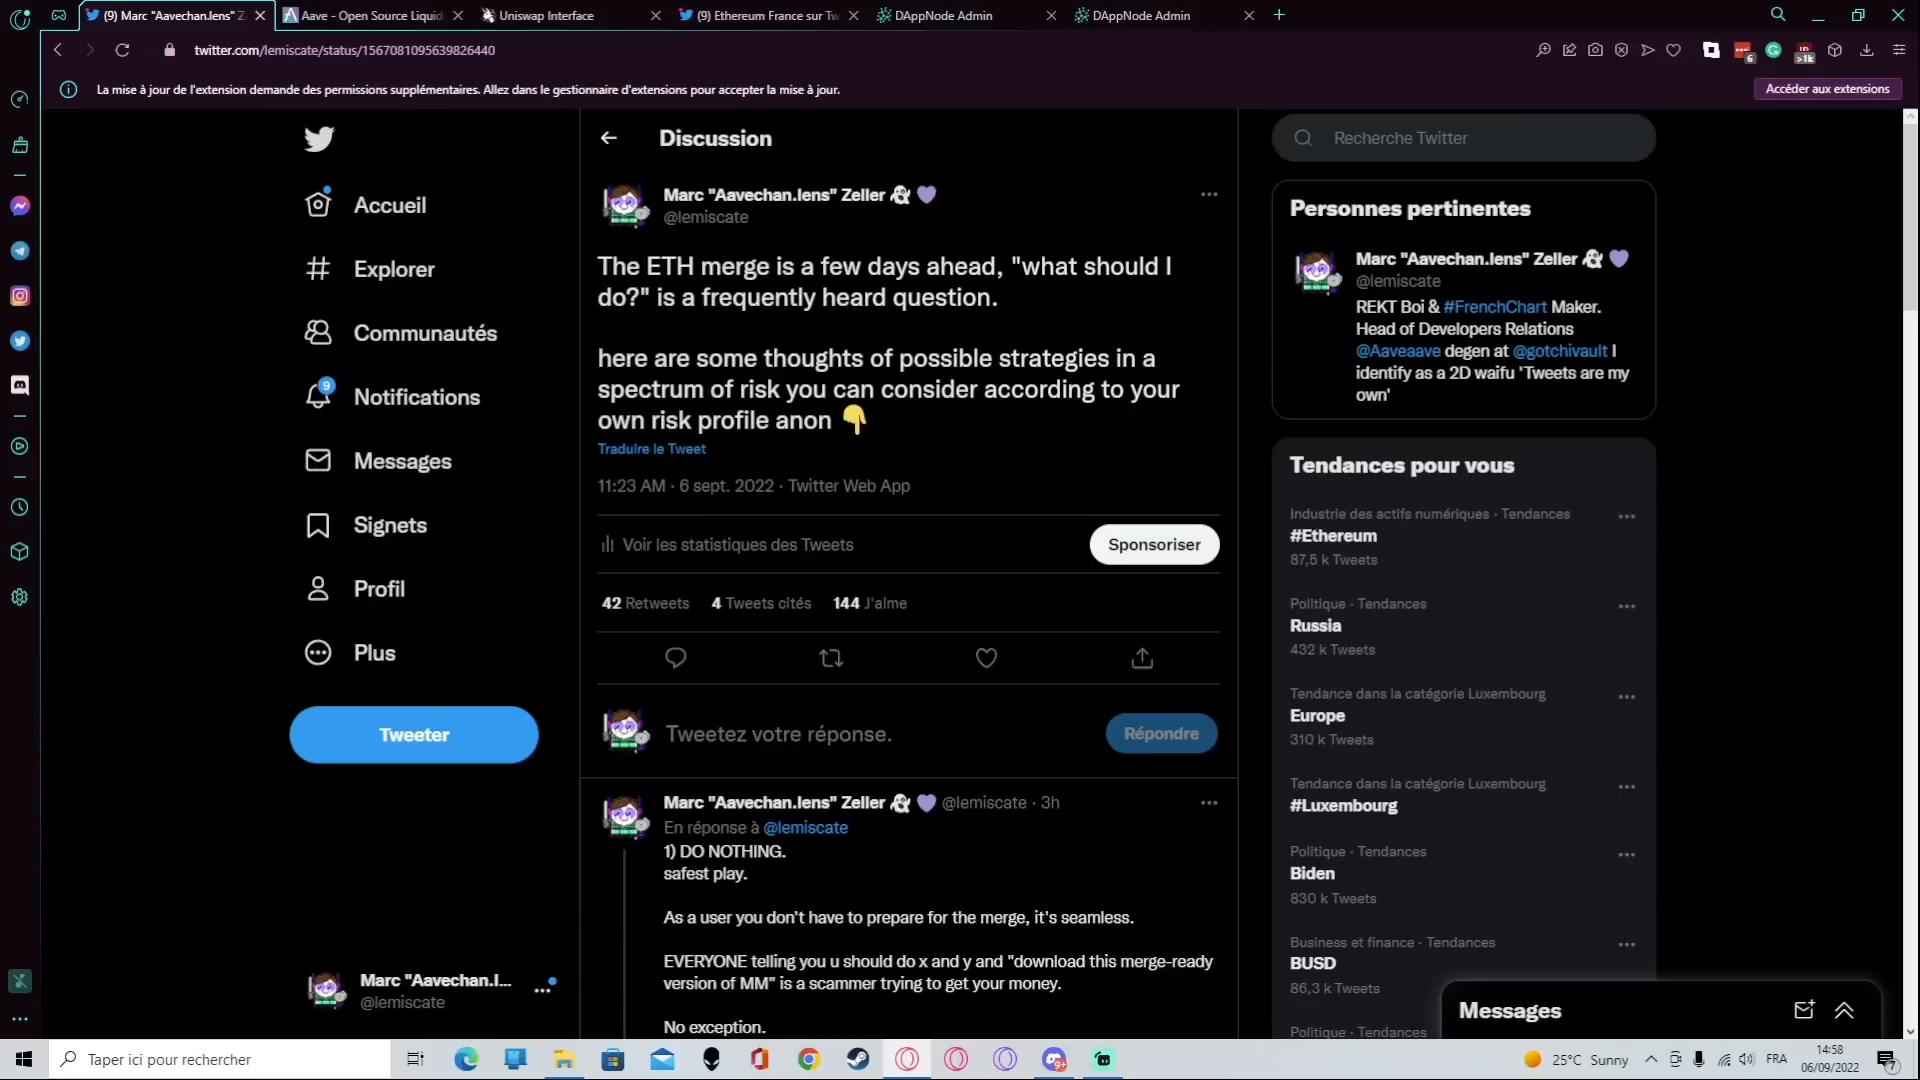 (9) Marc "Aavechan.lens" Z
Aave - Open Source Liquid
Uniswap Interface
(9) Ethereum France sur Tw
DAppNode Admin
DAppNode Admin
twitter.com/lemiscate/status/1567081095639826440
6
>1k
La mise à jour de l'extension demande des permissions supplémentaires. Allez dans le gestionnaire d'extensions pour accepter la mise à jour.
Accéder aux extensions
Accueil
Explorer
Communautés
9
Notifications
Messages
Signets
Profil
Plus
Tweeter
Marc "Aavechan.l...
@lemiscate
Discussion
Marc "Aavechan.lens" Zeller
@lemiscate
The ETH merge is a few days ahead, "what should I
do?" is a frequently heard question.
here are some thoughts of possible strategies in a
spectrum of risk you can consider according to your
own risk profile anon
Traduire le Tweet
11:23 AM · 6 sept. 2022 · Twitter Web App
Voir les statistiques des Tweets
Sponsoriser
42 Retweets 4 Tweets cités 144 J'aime
Tweetez votre réponse.
Répondre
Marc "Aavechan.lens" Zeller @lemiscate · 3h
En réponse à @lemiscate
1) DO NOTHING.
safest play.
As a user you don't have to prepare for the merge, it's seamless.
EVERYONE telling you u should do x and y and "download this merge-ready
version of MM" is a scammer trying to get your money.
No exception.
Recherche Twitter
Personnes pertinentes
Marc "Aavechan.lens" Zeller
@lemiscate
REKT Boi & #FrenchChart Maker.
Head of Developers Relations
@Aaveaave degen at @gotchivault I
identify as a 2D waifu 'Tweets are my
own'
Tendances pour vous
Industrie des actifs numériques · Tendances
#Ethereum
87,5 k Tweets
Politique · Tendances
Russia
432 k Tweets
Tendance dans la catégorie Luxembourg
Europe
310 k Tweets
Tendance dans la catégorie Luxembourg
#Luxembourg
Politique · Tendances
Biden
830 k Tweets
Business et finance · Tendances
BUSD
86,3 k Tweets
Politique · Tendances
Messages
Taper ici pour rechercher
9+
25°C Sunny
FRA
14:58
06/09/2022
7